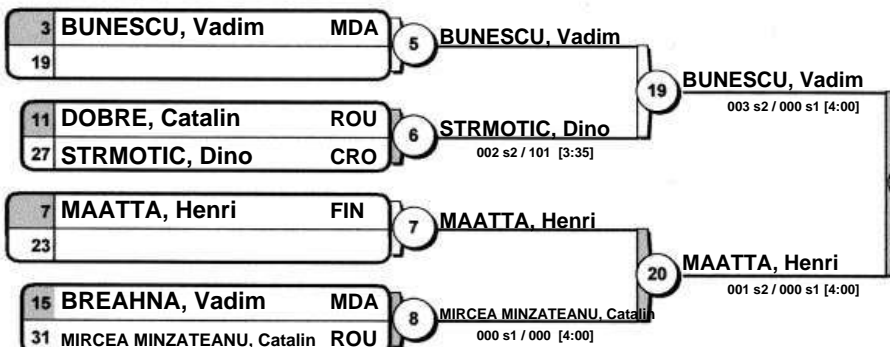 3 BUNESCU, Vadim MDA
19
5
BUNESCU, Vadim
11 DOBRE, Catalin ROU
27 STRMOTIC, Dino CRO
6
STRMOTIC, Dino
002 s2 / 101 [3:35]
19
BUNESCU, Vadim
003 s2 / 000 s1 [4:00]
7 MAATTA, Henri FIN
23
7
MAATTA, Henri
15 BREAHNA, Vadim MDA
31 MIRCEA MINZATEANU, Catalin ROU
8
MIRCEA MINZATEANU, Catalin
000 s1 / 000 [4:00]
20
MAATTA, Henri
001 s2 / 000 s1 [4:00]